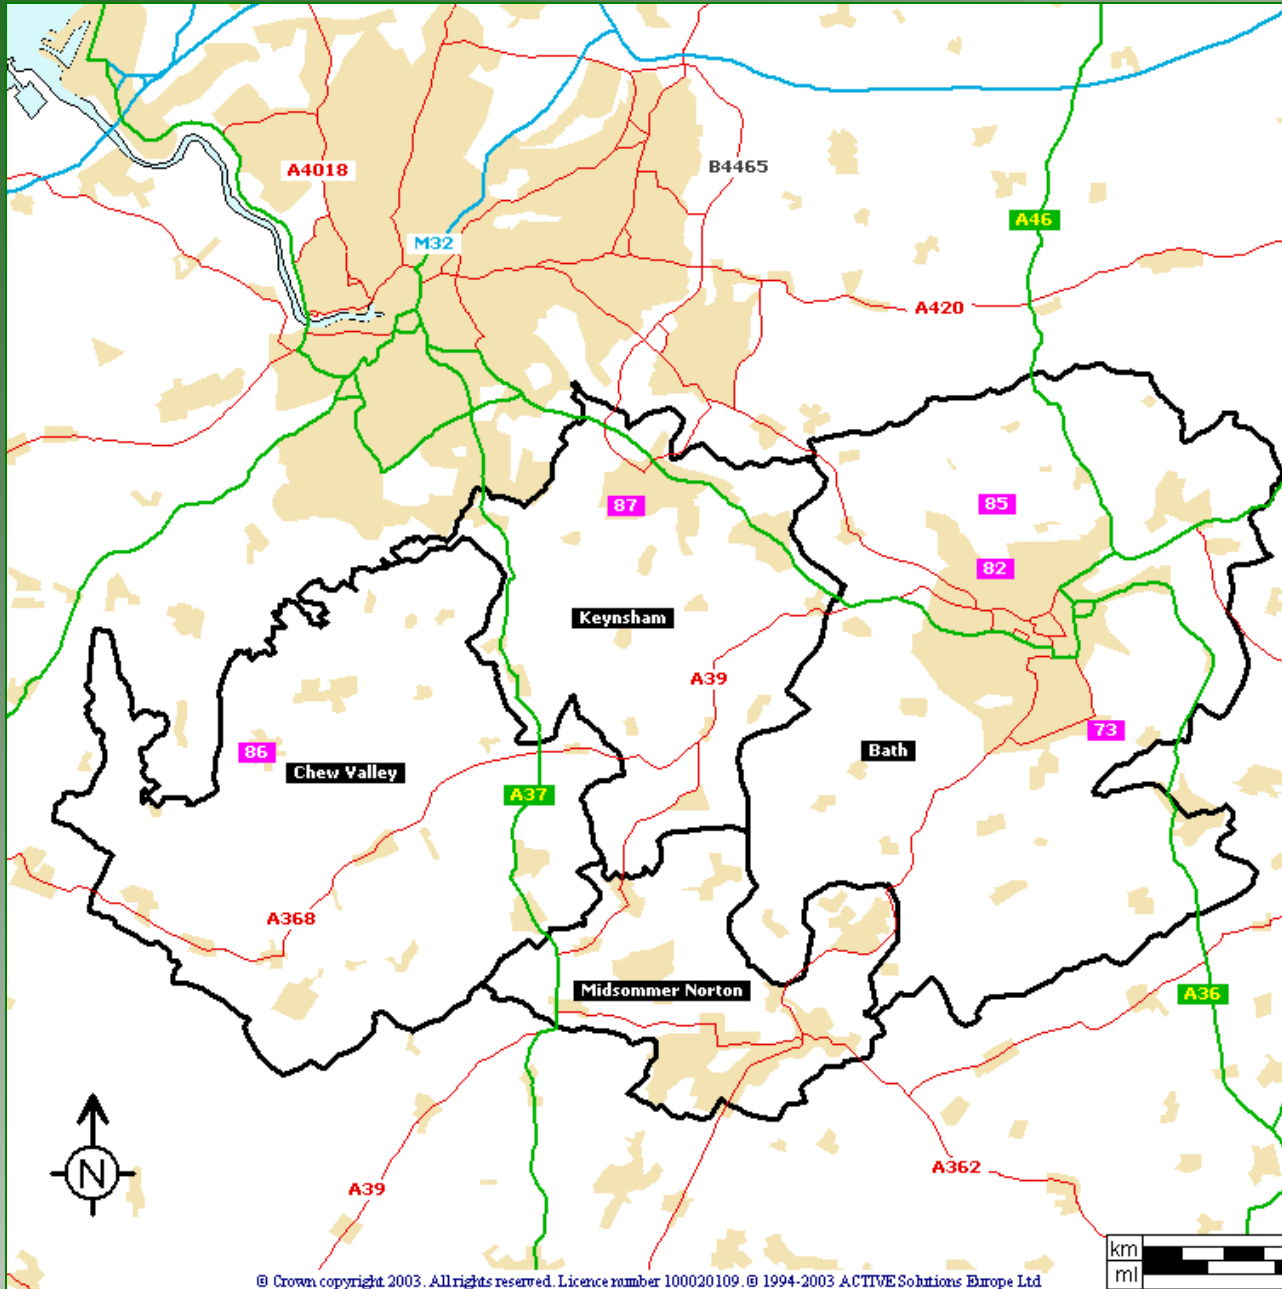 A4018
B4465
A46
M32
A420
85
87
82
Keynsham
A39
73
86
Bath
Chew Valley
A37
A368
Midsommer Norton
A36
A362
N
A39
km
ml
© Crown copyright 2003. All rights reserved. Licence number 100020109. © 1994-2003 ACTIVE Solutions Europe Ltd